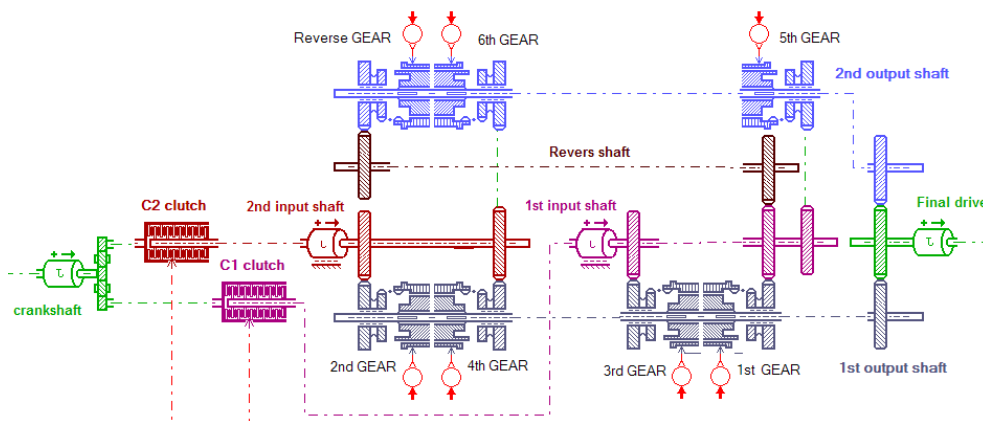 Reverse GEAR
6th GEAR
5th GEAR
2nd output shaft
Revers shaft
C2 clutch
2nd input shaft
1st input shaft
Final drive
C1 clutch
crankshaft
2nd GEAR
4th GEAR
3rd GEAR
1st GEAR
1st output shaft